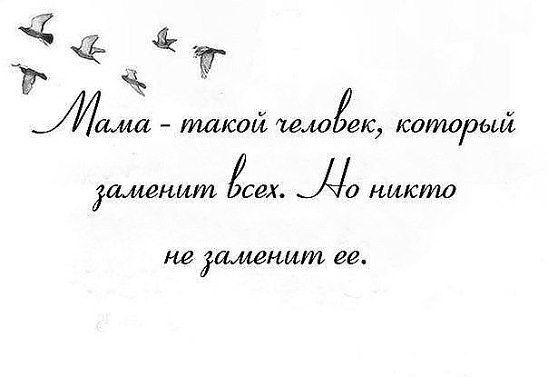 Мама - такой человек, который
заменит всех. Но никто
не заменит ее.